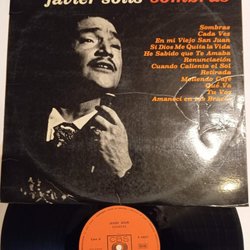 javier solis sombras
Sombras
Cada Vez
En mi Viejo San Juan
Si Dios Me Quita la Vida
He Sabido que Te Amaba
Renunciación
Cuando Calienta el Sol
Retirada
Moliendo Café
Qué Va
Tu Voz
Amanecí en tus Brazos
CBS